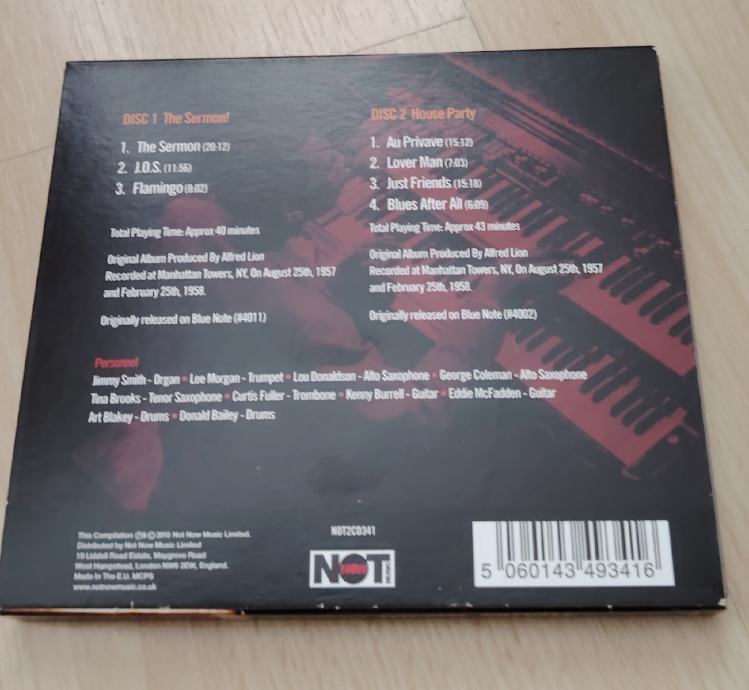 DISC 1 The Sermon!
1. The Sermon (20:12)
2. J.O.S. (11:56)
3. Flamingo (8:02)
Total Playing Time: Approx 40 minutes
Original Album Produced By Alfred Lion
Recorded at Manhattan Towers, NY, On August 25th, 1957
and February 25th, 1958.
Originally released on Blue Note (#4011)
DISC 2 House Party
1. Au Privave (15:12)
2. Lover Man (7:03)
3. Just Friends (15:18)
4. Blues After All (6:09)
Total Playing Time: Approx 43 minutes
Original Album Produced By Alfred Lion
Recorded at Manhattan Towers, NY, On August 25th, 1957
and February 25th, 1958.
Originally released on Blue Note (#4002)
Personnel
Jimmy Smith - Organ • Lee Morgan - Trumpet • Lou Donaldson - Alto Saxophone • George Coleman - Alto Saxophone
Tina Brooks - Tenor Saxophone • Curtis Fuller - Trombone • Kenny Burrell - Guitar • Eddie McFadden - Guitar
Art Blakey - Drums • Donald Bailey - Drums
This Compilation ℗&© 2010 Not Now Music Limited.
Distributed by Not Now Music Limited
19 Liddell Road Estate, Maygrove Road
West Hampstead, London NW6 2EW, England.
Made In The E.U. MCPS
www.notnowmusic.co.uk
NOT2CD341
NOT NOW MUSIC
5 060143 493416